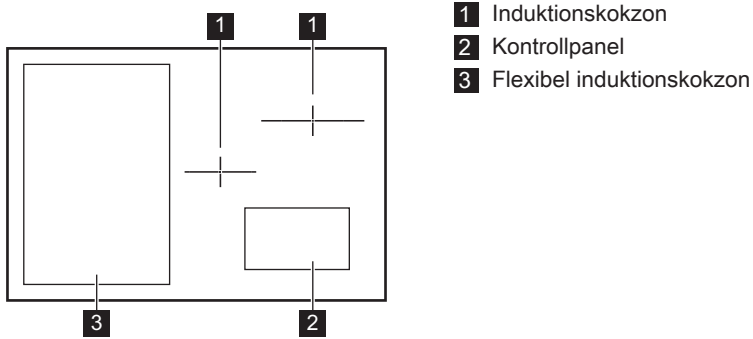 1 1
3 2
1 Induktionskokzon
2 Kontrollpanel
3 Flexibel induktionskokzon